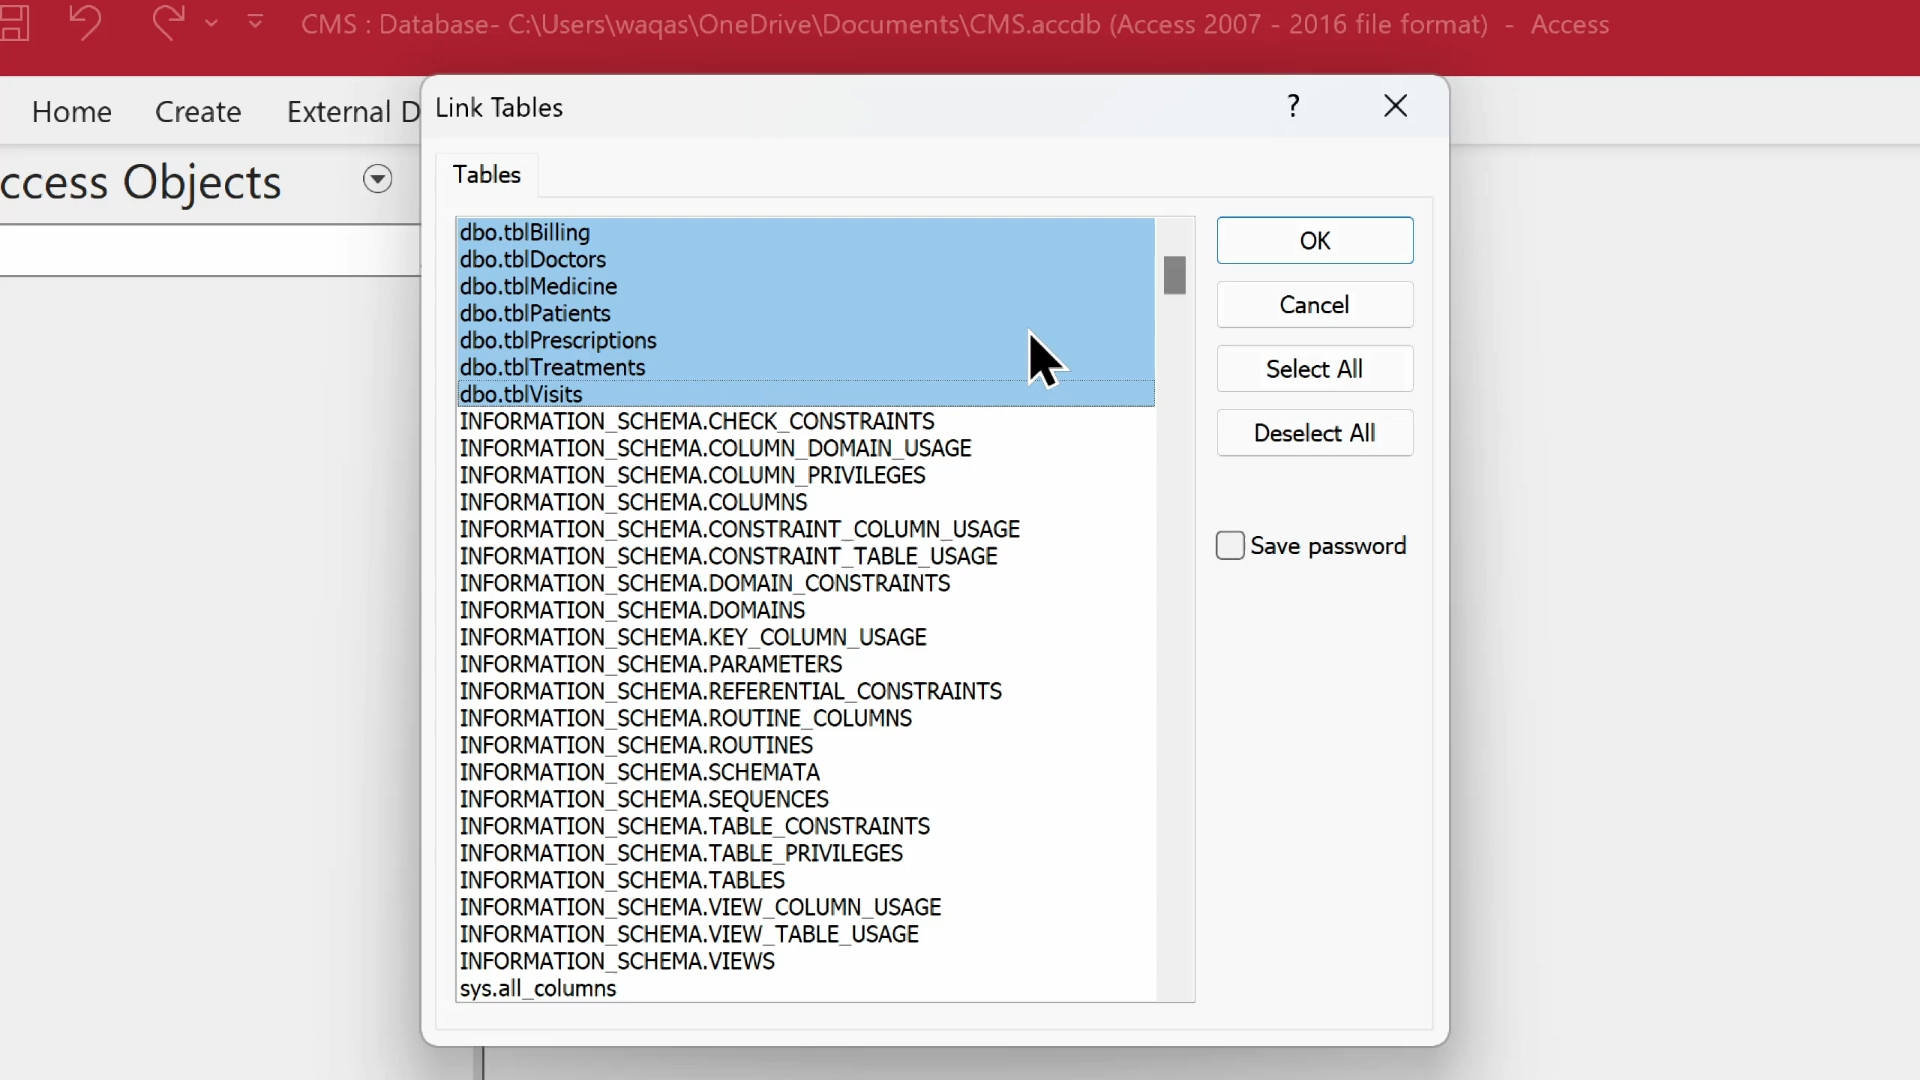 CMS : Database- C:\Users\waqas\OneDrive\Documents\CMS.accdb (Access 2007 - 2016 file format) - Access
Home Create External D
Link Tables ?
ccess Objects
Tables
dbo.tblBilling
dbo.tblDoctors
dbo.tblMedicine
dbo.tblPatients
dbo.tblPrescriptions
dbo.tblTreatments
dbo.tblVisits
INFORMATION_SCHEMA.CHECK_CONSTRAINTS
INFORMATION_SCHEMA.COLUMN_DOMAIN_USAGE
INFORMATION_SCHEMA.COLUMN_PRIVILEGES
INFORMATION_SCHEMA.COLUMNS
INFORMATION_SCHEMA.CONSTRAINT_COLUMN_USAGE
INFORMATION_SCHEMA.CONSTRAINT_TABLE_USAGE
INFORMATION_SCHEMA.DOMAIN_CONSTRAINTS
INFORMATION_SCHEMA.DOMAINS
INFORMATION_SCHEMA.KEY_COLUMN_USAGE
INFORMATION_SCHEMA.PARAMETERS
INFORMATION_SCHEMA.REFERENTIAL_CONSTRAINTS
INFORMATION_SCHEMA.ROUTINE_COLUMNS
INFORMATION_SCHEMA.ROUTINES
INFORMATION_SCHEMA.SCHEMATA
INFORMATION_SCHEMA.SEQUENCES
INFORMATION_SCHEMA.TABLE_CONSTRAINTS
INFORMATION_SCHEMA.TABLE_PRIVILEGES
INFORMATION_SCHEMA.TABLES
INFORMATION_SCHEMA.VIEW_COLUMN_USAGE
INFORMATION_SCHEMA.VIEW_TABLE_USAGE
INFORMATION_SCHEMA.VIEWS
sys.all_columns
OK
Cancel
Select All
Deselect All
Save password